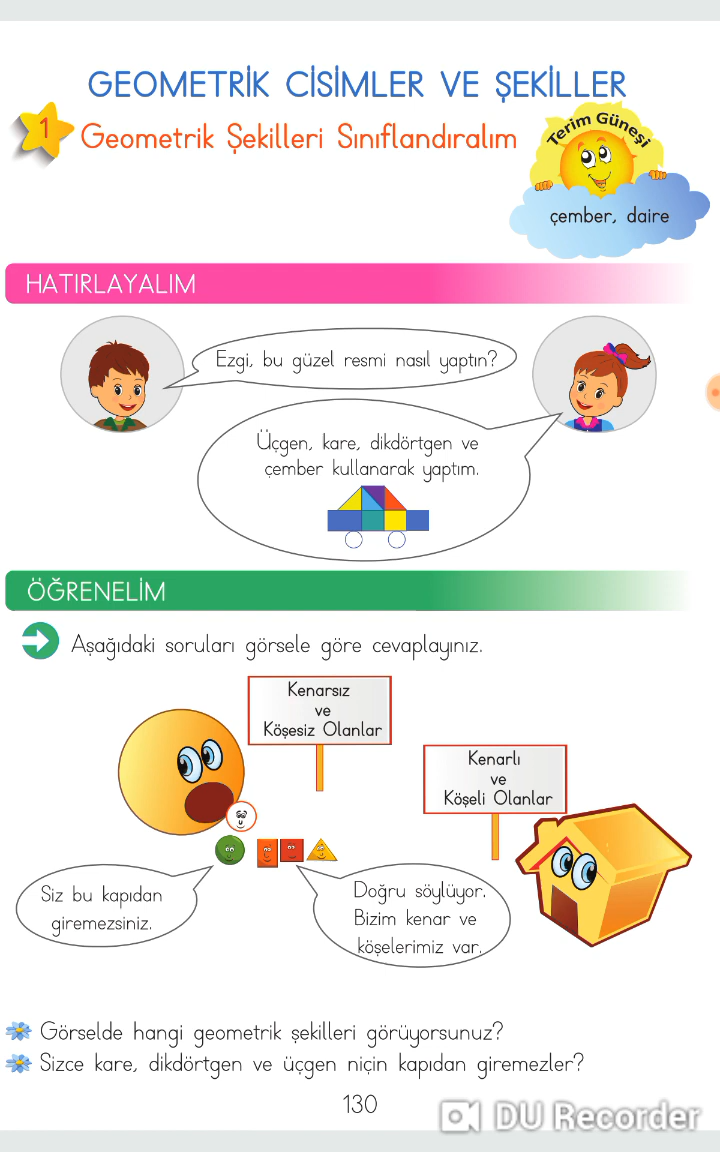 GEOMETRİK CİSİMLER VE ŞEKİLLER
1
Geometrik Şekilleri Sınıflandıralım
Terim Güneşi
çember, daire
HATIRLAYALIM
Ezgi, bu güzel resmi nasıl yaptın?
Üçgen, kare, dikdörtgen ve
çember kullanarak yaptım.
ÖĞRENELİM
Aşağıdaki soruları görsele göre cevaplayınız.
Kenarsız
ve
Köşesiz Olanlar
Kenarlı
ve
Köşeli Olanlar
Siz bu kapıdan
giremezsiniz.
Doğru söylüyor.
Bizim kenar ve
köşelerimiz var.
Görselde hangi geometrik şekilleri görüyorsunuz?
Sizce kare, dikdörtgen ve üçgen niçin kapıdan giremezler?
130
DU Recorder